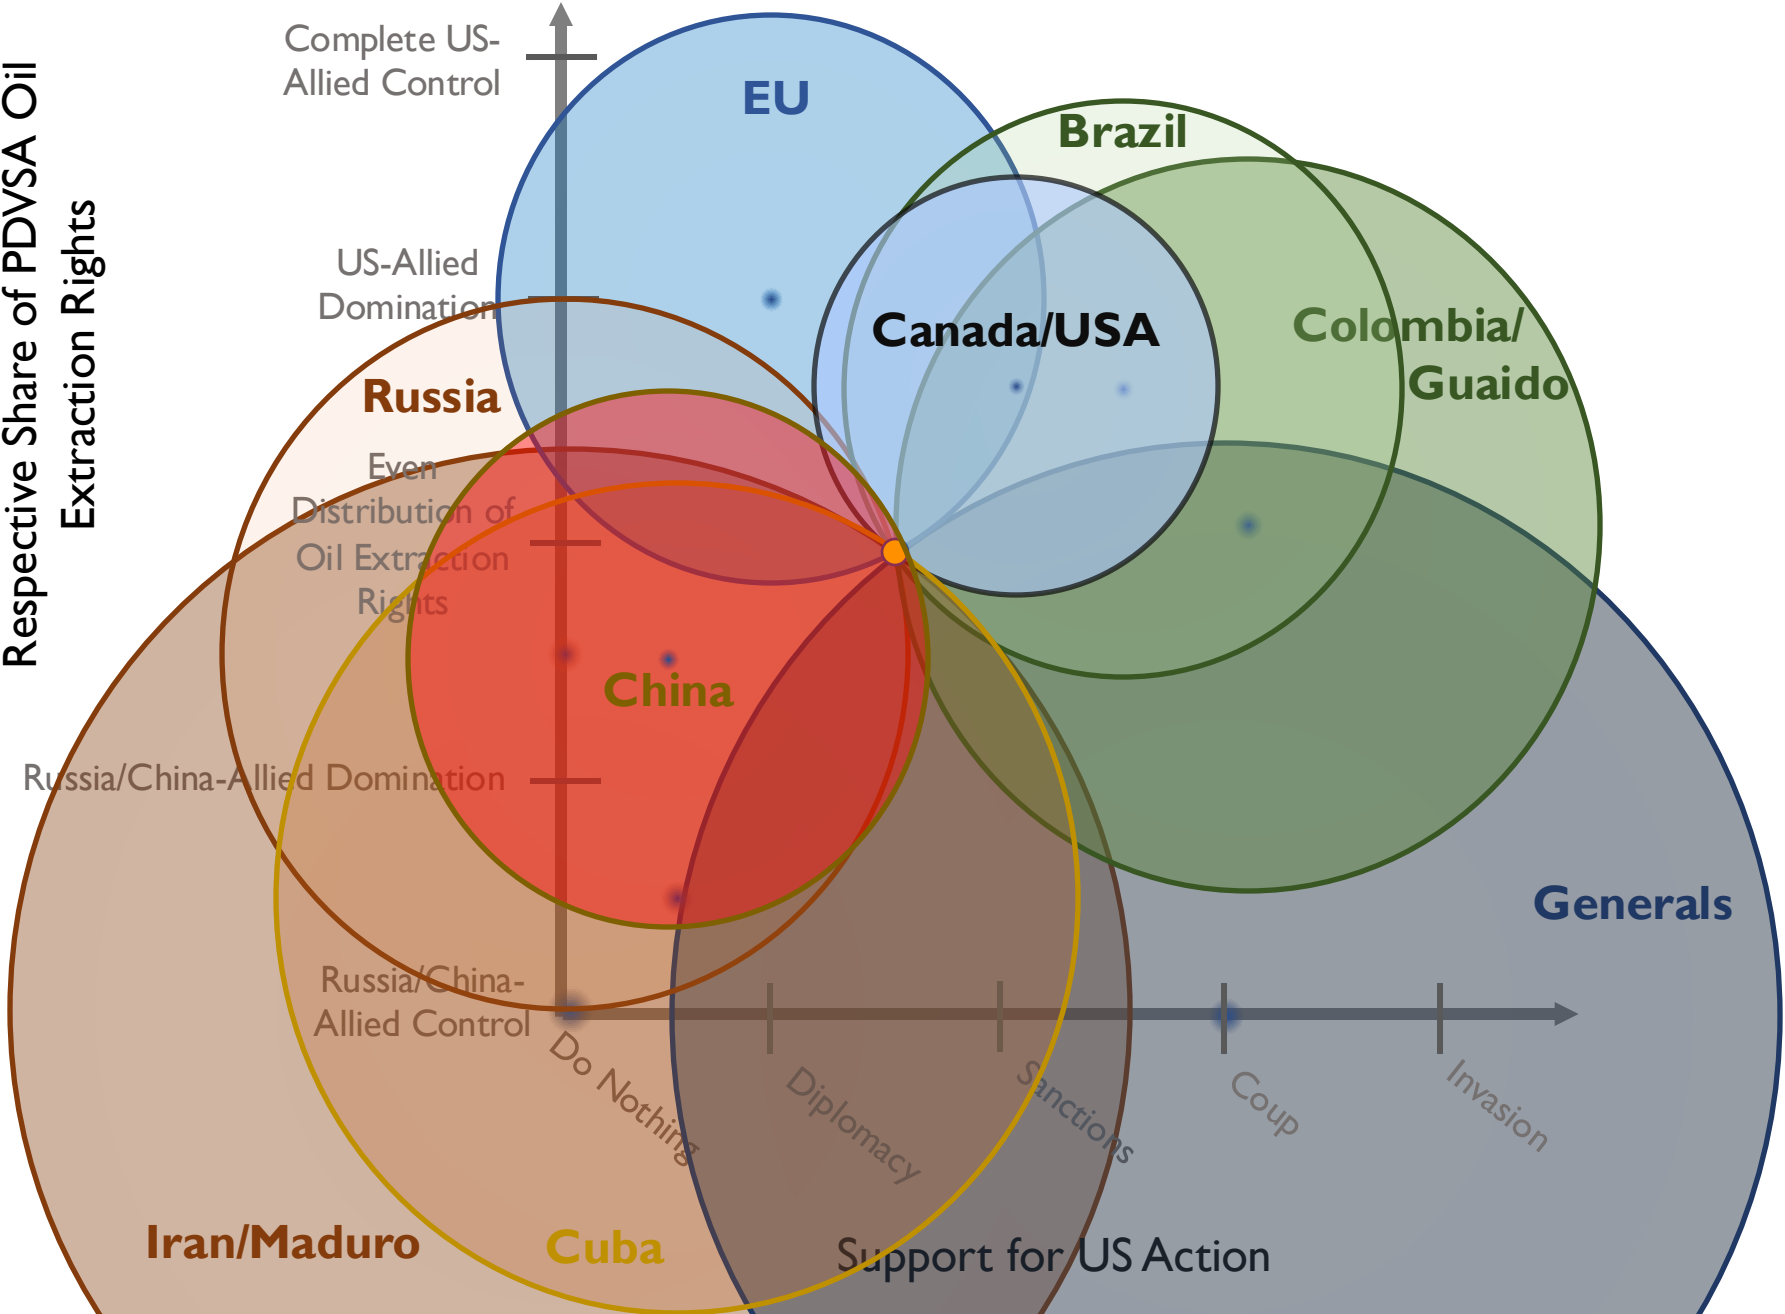 Respective Share of PDVSA Oil
Extraction Rights
Complete US-
Allied Control
US-Allied
Domination
Even
Distribution of
Oil Extraction
Rights
Russia/China-Allied Domination
Russia/China-
Allied Control
EU
Brazil
Canada/USA
Colombia/
Guaido
Russia
China
Generals
Iran/Maduro
Cuba
Do Nothing
Diplomacy
Sanctions
Coup
Invasion
Support for US Action